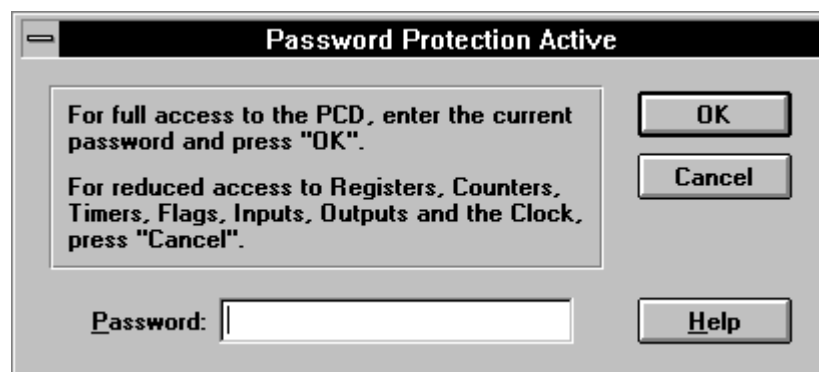 Password Protection Active
For full access to the PCD, enter the current
password and press "OK".
For reduced access to Registers, Counters,
Timers, Flags, Inputs, Outputs and the Clock,
press "Cancel".
OK
Cancel
Password:
Help